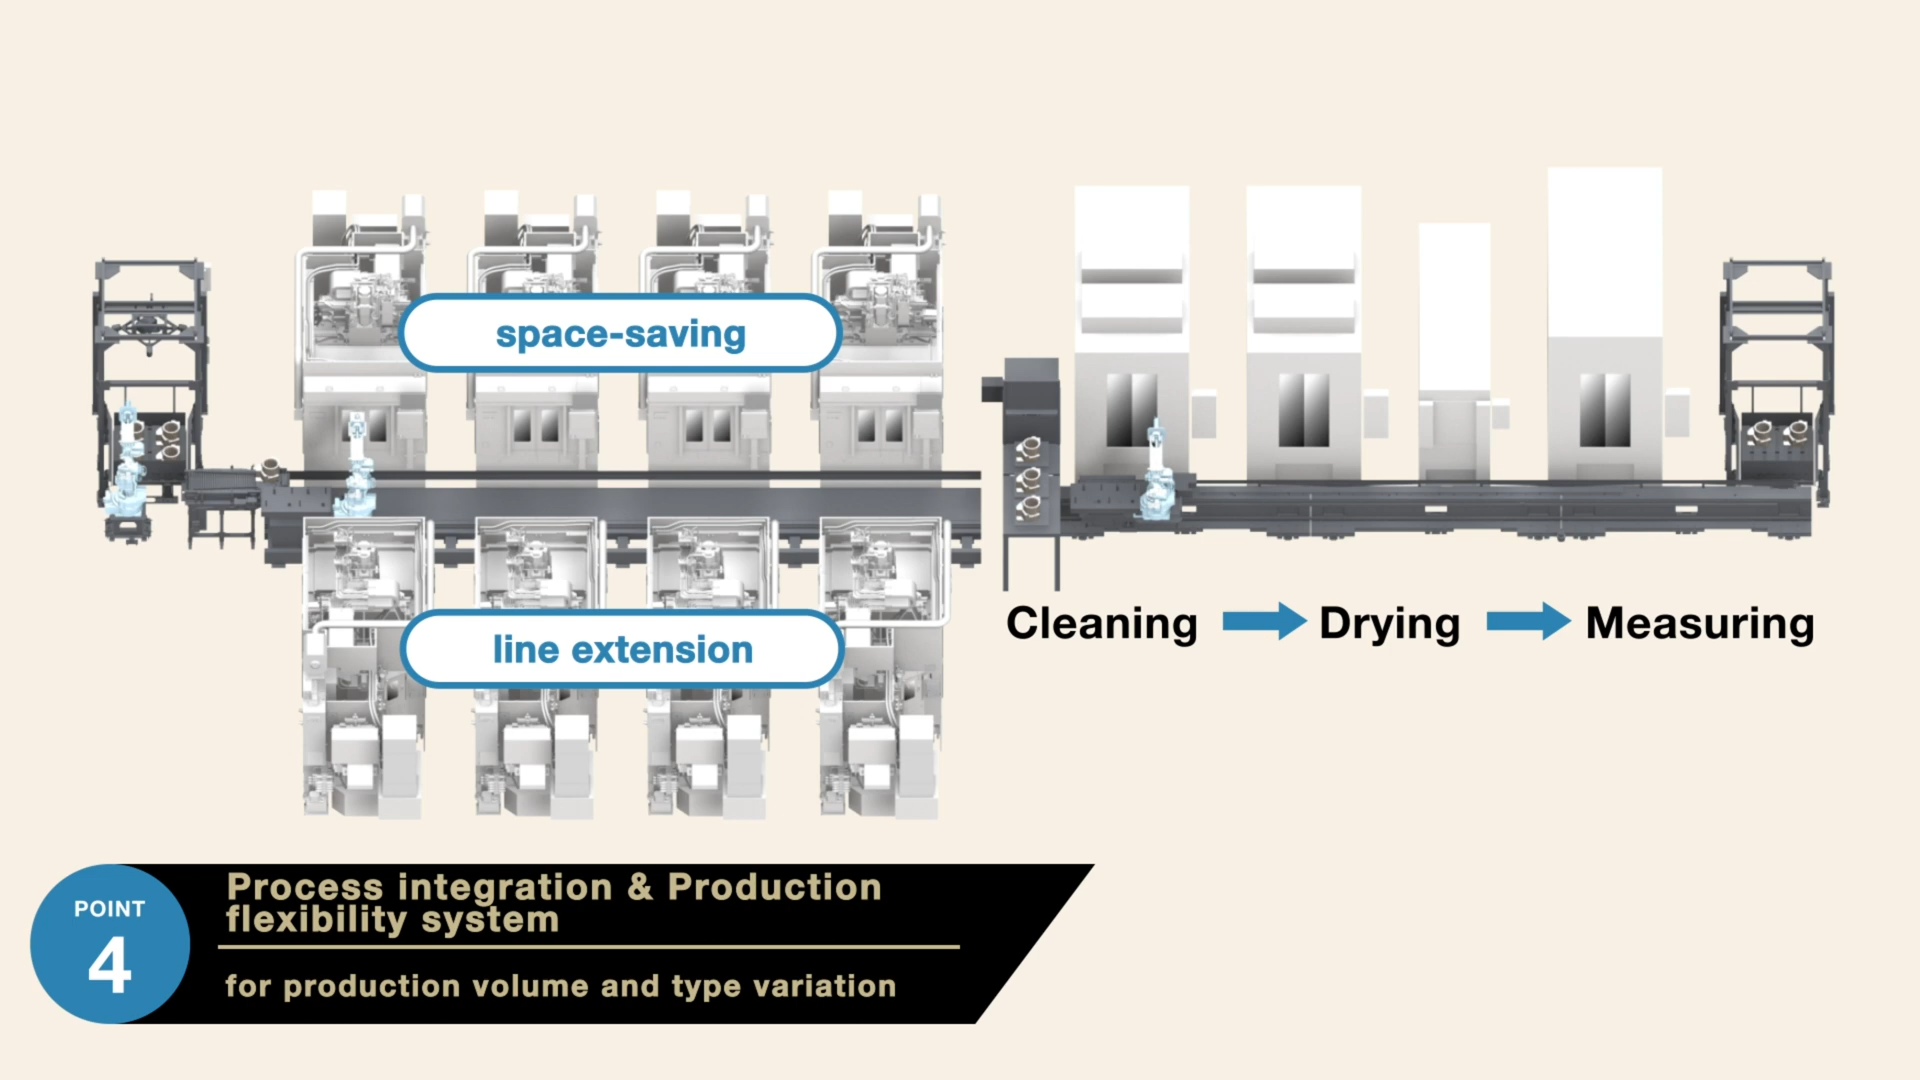 space-saving
line extension
Cleaning
Drying
Measuring
POINT
4
Process integration & Production
flexibility system
for production volume and type variation